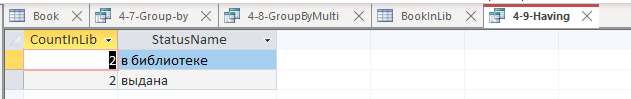 Book 4-7-Group-by 4-8-GroupByMulti BookInLib 4-9-Having
CountInLib StatusName
2 в библиотеке
2 выдана